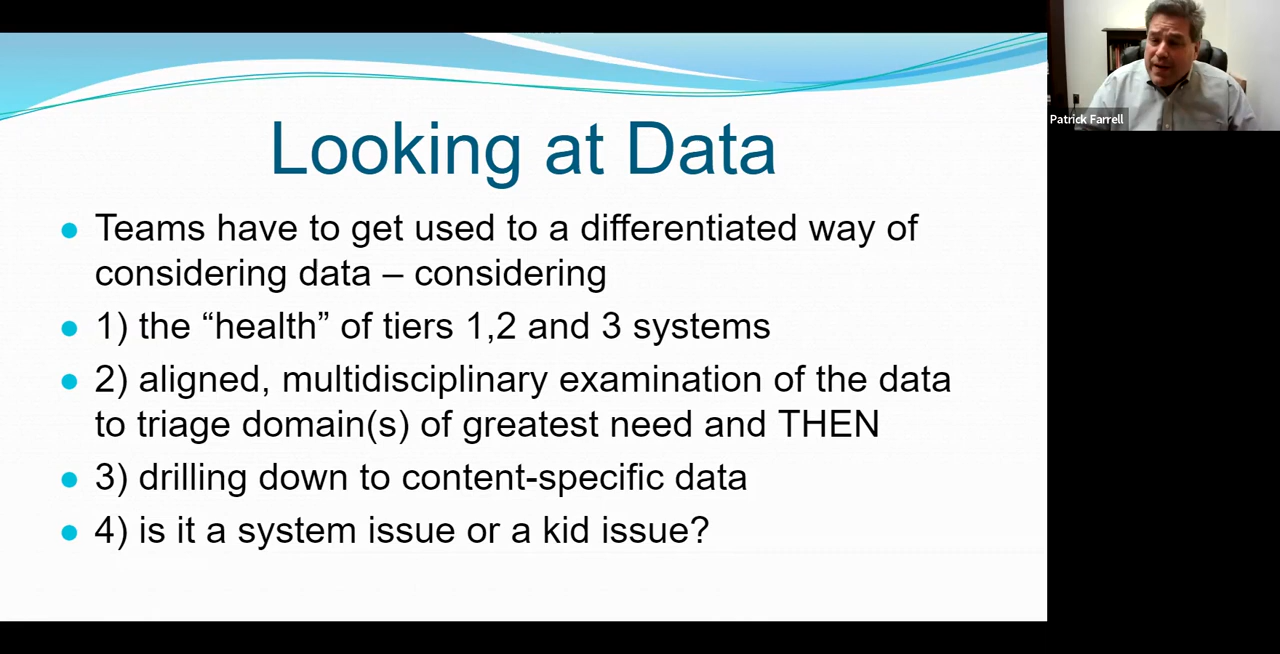 Looking at Data
Teams have to get used to a differentiated way of
considering data – considering
1) the “health” of tiers 1,2 and 3 systems
2) aligned, multidisciplinary examination of the data
to triage domain(s) of greatest need and THEN
3) drilling down to content-specific data
4) is it a system issue or a kid issue?
Patrick Farrell